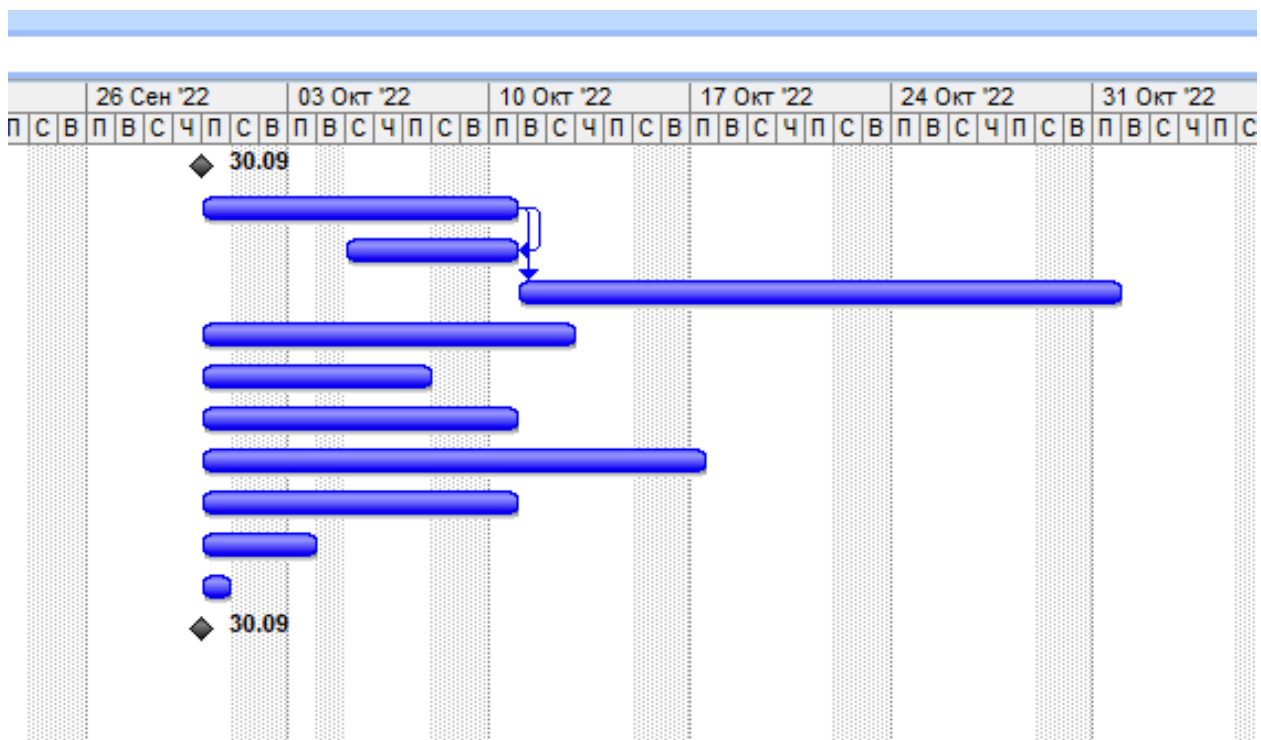 26 Сен '22 03 Окт '22 10 Окт '22 17 Окт '22 24 Окт '22 31 Окт '22
П С В П В С Ч П С В П В С Ч П С В П В С Ч П С В П В С Ч П С В П В С Ч П С В П В С Ч П С
30.09
30.09